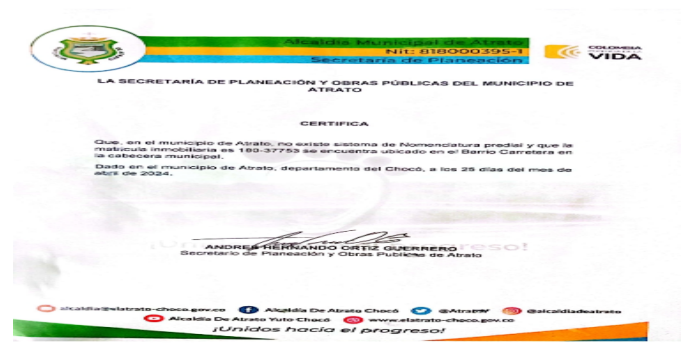 Alcaldía Municipal de Atrato
Nit: 818000395-1
Secretaría de Planeación
COLOMBIA
VIDA
LA SECRETARÍA DE PLANEACIÓN Y OBRAS PÚBLICAS DEL MUNICIPIO DE
ATRATO
CERTIFICA
Que, en el municipio de Atrato, no existe sistema de Nomenclatura predial y que la
matricula inmobiliaria es 180-37753 se encuentra ubicado en el Barrio Carretera en
la cabecera municipal.
Dado en el municipio de Atrato, departamento del Chocó, a los 25 días del mes de
abril de 2024.
ANDRES HERNANDO ORTIZ GUERRERO
Secretario de Planeación y Obras Publicas de Atrato
alcaldia@elatrato-choco.gov.co Alcaldía De Atrato Chocó @AtratoY @alcaldiadeatrato
Alcaldía De Atrato Yuto Chocó www.elatrato-choco.gov.co
¡Unidos hacia el progreso!